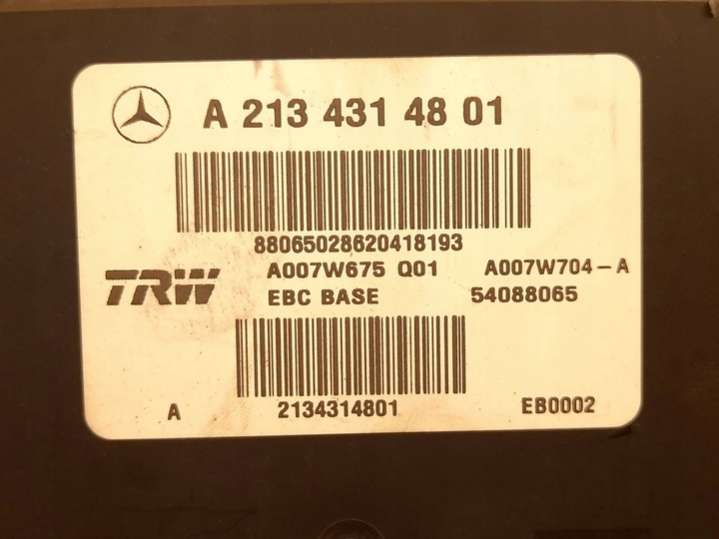 A 213 431 48 01
88065028620418193
TRW
A007W675 Q01 A007W704-A
EBC BASE 54088065
A 2134314801 EB0002